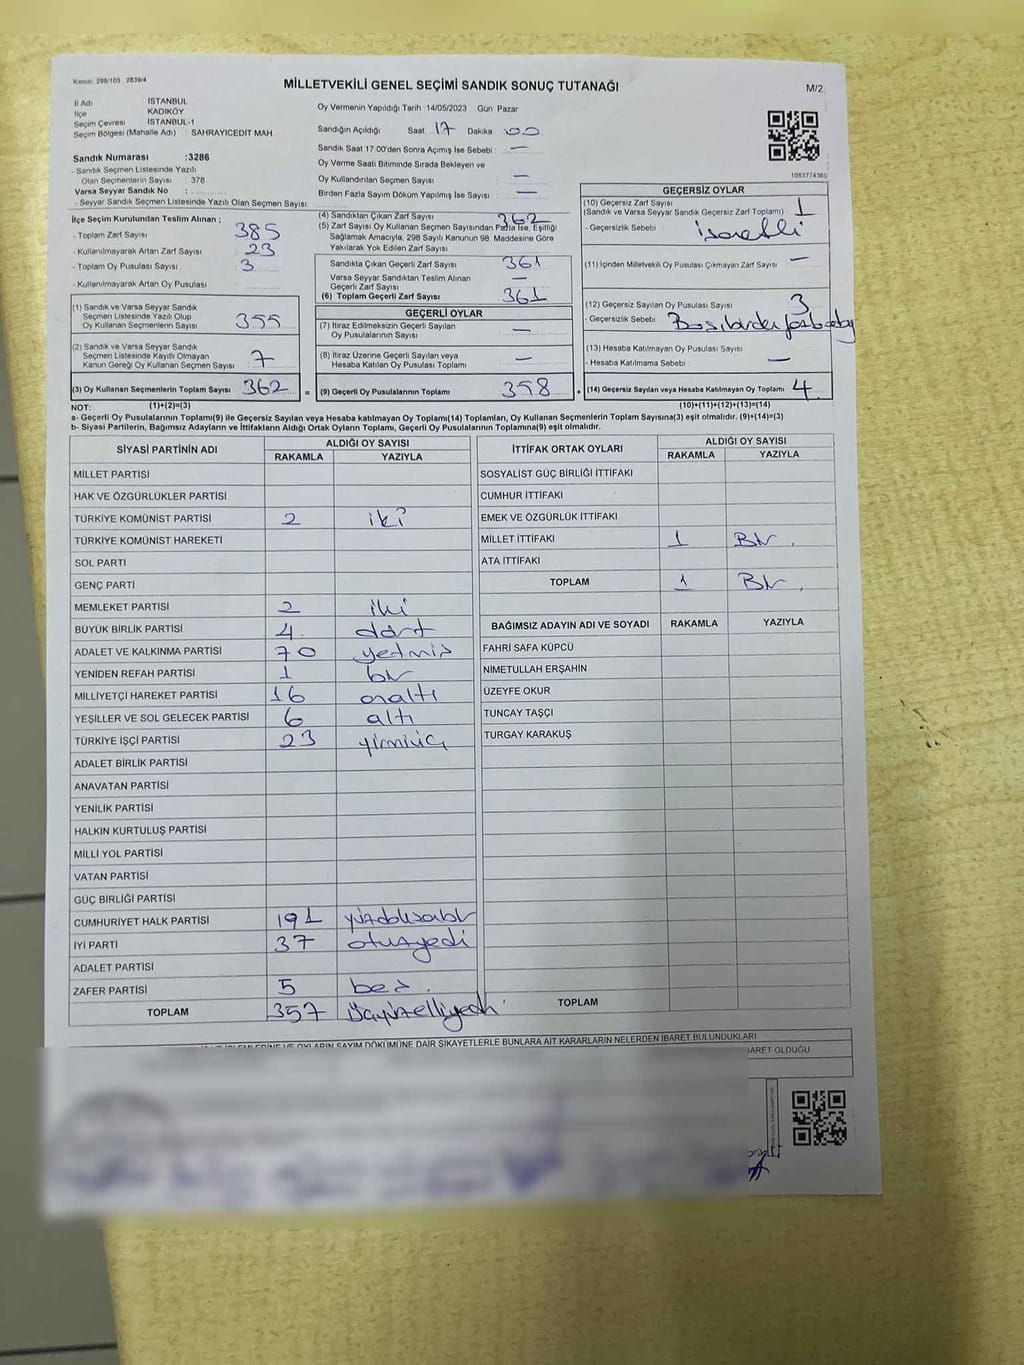 Kanun: 298/105 : 2839/4
MİLLETVEKİLİ GENEL SEÇİMİ SANDIK SONUÇ TUTANAĞI
M/2
İl Adı İSTANBUL
İlçe KADIKÖY
Seçim Çevresi İSTANBUL-1
Seçim Bölgesi (Mahalle Adı) : SAHRAYICEDİT MAH
Sandık Numarası :3286
- Sandık Seçmen Listesinde Yazılı
Olan Seçmenlerin Sayısı : 378
Varsa Seyyar Sandık No :
- Seyyar Sandık Seçmen Listesinde Yazılı Olan Seçmen Sayısı:
Oy Vermenin Yapıldığı Tarih :14/05/2023 Gün Pazar
Sandığın Açıldığı Saat 17 Dakika 00
Sandık Saat 17:00'den Sonra Açımış İse Sebebi : —
Oy Verme Saati Bitiminde Sırada Bekleyen ve
Oy Kullandırılan Seçmen Sayısı —
Birden Fazla Sayım Döküm Yapılmış İse Sayısı : —
1063774360
İlçe Seçim Kurulundan Teslim Alınan ;
- Toplam Zarf Sayısı 385
- Kullanılmayarak Artan Zarf Sayısı 23
- Toplam Oy Pusulası Sayısı 3
- Kullanılmayarak Artan Oy Pusulası
(1) Sandık ve Varsa Seyyar Sandık
Seçmen Listesinde Yazılı Olup
Oy Kullanan Seçmenlerin Sayısı 355
(2) Sandık ve Varsa Seyyar Sandık
Seçmen Listesinde Kayıtlı Olmayan
Kanun Gereği Oy Kullanan Seçmen Sayısı 7
(3) Oy Kullanan Seçmenlerin Toplam Sayısı 362 =
(1)+(2)=(3)
(4) Sandıktan Çıkan Zarf Sayısı 362
(5) Zarf Sayısı Oy Kullanan Seçmen Sayısından Fazla İse, Eşitliği
Sağlamak Amacıyla, 298 Sayılı Kanunun 98. Maddesine Göre
Yakılarak Yok Edilen Zarf Sayısı
Sandıkta Çıkan Geçerli Zarf Sayısı 361
Varsa Seyyar Sandıktan Teslim Alınan
Geçerli Zarf Sayısı —
(6) Toplam Geçerli Zarf Sayısı 361
GEÇERLİ OYLAR
(7) İtiraz Edilmeksizin Geçerli Sayılan
Oy Pusulalarının Sayısı —
(8) İtiraz Üzerine Geçerli Sayılan veya
Hesaba Katılan Oy Pusulaları Toplamı —
(9) Geçerli Oy Pusulalarının Toplamı 358 +
GEÇERSİZ OYLAR
(10) Geçersiz Zarf Sayısı 1
(Sandık ve Varsa Seyyar Sandık Geçersiz Zarf Toplamı)
- Geçersizlik Sebebi : işaretli
(11) İçinden Milletvekili Oy Pusulası Çıkmayan Zarf Sayısı —
(12) Geçersiz Sayılan Oy Pusulası Sayısı 3
- Geçersizlik Sebebi :
(13) Hesaba Katılmayan Oy Pusulası Sayısı
- Hesaba Katılmama Sebebi : —
(14) Geçersiz Sayılan veya Hesaba Katılmayan Oy Toplamı 4
(10)+(11)+(12)+(13)=(14)
NOT:
a- Geçerli Oy Pusulalarının Toplamı(9) ile Geçersiz Sayılan veya Hesaba katılmayan Oy Toplamı(14) Toplamları, Oy Kullanan Seçmenlerin Toplam Sayısına(3) eşit olmalıdır. (9)+(14)=(3)
b- Siyasi Partilerin, Bağımsız Adayların ve İttifakların Aldığı Ortak Oyların Toplamı, Geçerli Oy Pusulalarının Toplamına(9) eşit olmalıdır.
SİYASİ PARTİNİN ADI ALDIĞI OY SAYISI
RAKAMLA YAZIYLA
MİLLET PARTİSİ
HAK VE ÖZGÜRLÜKLER PARTİSİ
TÜRKİYE KOMÜNİST PARTİSİ 2 iki
TÜRKİYE KOMÜNİST HAREKETİ
SOL PARTİ
GENÇ PARTİ
MEMLEKET PARTİSİ 2 iki
BÜYÜK BİRLİK PARTİSİ 4 dört
ADALET VE KALKINMA PARTİSİ 70 yetmiş
YENİDEN REFAH PARTİSİ 1 bir
MİLLİYETÇİ HAREKET PARTİSİ 16 onaltı
YEŞİLLER VE SOL GELECEK PARTİSİ 6 altı
TÜRKİYE İŞÇİ PARTİSİ 23 yirmiüç
ADALET BİRLİK PARTİSİ
ANAVATAN PARTİSİ
YENİLİK PARTİSİ
HALKIN KURTULUŞ PARTİSİ
MİLLİ YOL PARTİSİ
VATAN PARTİSİ
GÜÇ BİRLİĞİ PARTİSİ
CUMHURİYET HALK PARTİSİ 191 yüzdoksanbir
İYİ PARTİ 37 otuzyedi
ADALET PARTİSİ
ZAFER PARTİSİ 5 beş
TOPLAM 357 üçyüzelliyedi
İTTİFAK ORTAK OYLARI ALDIĞI OY SAYISI
RAKAMLA YAZIYLA
SOSYALİST GÜÇ BİRLİĞİ İTTİFAKI
CUMHUR İTTİFAKI
EMEK VE ÖZGÜRLÜK İTTİFAKI
MİLLET İTTİFAKI 1 Bir
ATA İTTİFAKI
TOPLAM 1 Bir
BAĞIMSIZ ADAYIN ADI VE SOYADI RAKAMLA YAZIYLA
FAHRİ SAFA KÜPCÜ
NİMETULLAH ERŞAHİN
ÜZEYFE OKUR
TUNCAY TAŞÇI
TURGAY KARAKUŞ
TOPLAM
OYLARIN SAYIM DÖKÜMÜNE DAİR ŞİKAYETLERLE BUNLARA AİT KARARLARIN NELERDEN İBARET BULUNDUKLARI
BARET OLDUĞU